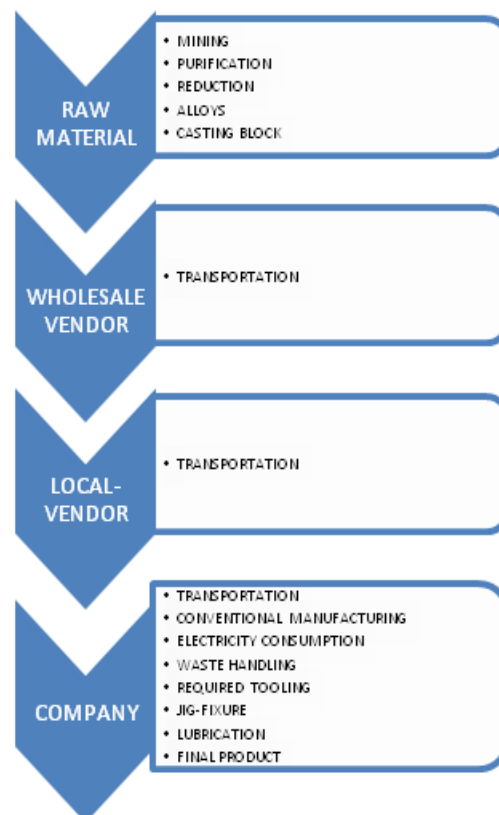 RAW
MATERIAL
• MINING
• PURIFICATION
• REDUCTION
• ALLOYS
• CASTING BLOCK
WHOLESALE
VENDOR
• TRANSPORTATION
LOCAL-
VENDOR
• TRANSPORTATION
COMPANY
• TRANSPORTATION
• CONVENTIONAL MANUFACTURING
• ELECTRICITY CONSUMPTION
• WASTE HANDLING
• REQUIRED TOOLING
• JIG-FIXURE
• LUBRICATION
• FINAL PRODUCT